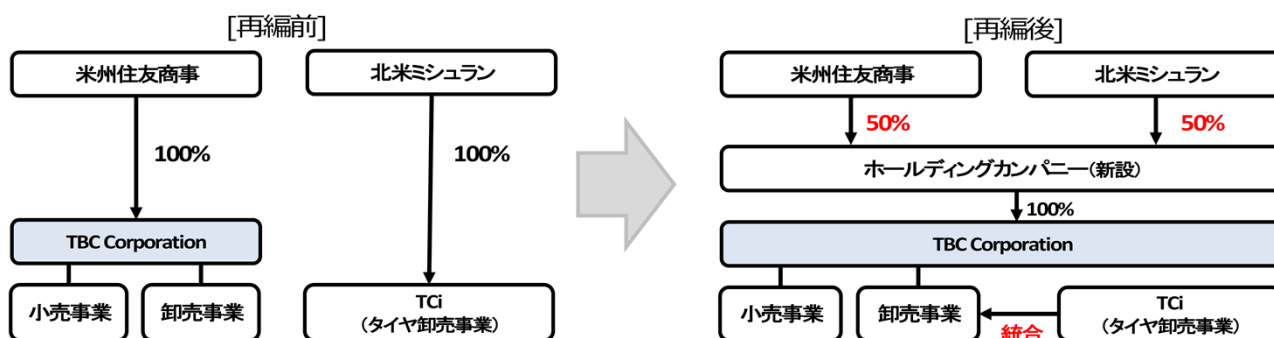 [再編前]
米州住友商事
北米ミシュラン
100%
100%
TBC Corporation
小売事業
卸売事業
TCi
(タイヤ卸売事業)
[再編後]
米州住友商事
北米ミシュラン
50%
50%
ホールディングカンパニー(新設)
100%
TBC Corporation
小売事業
卸売事業
統合
TCi
(タイヤ卸売事業)